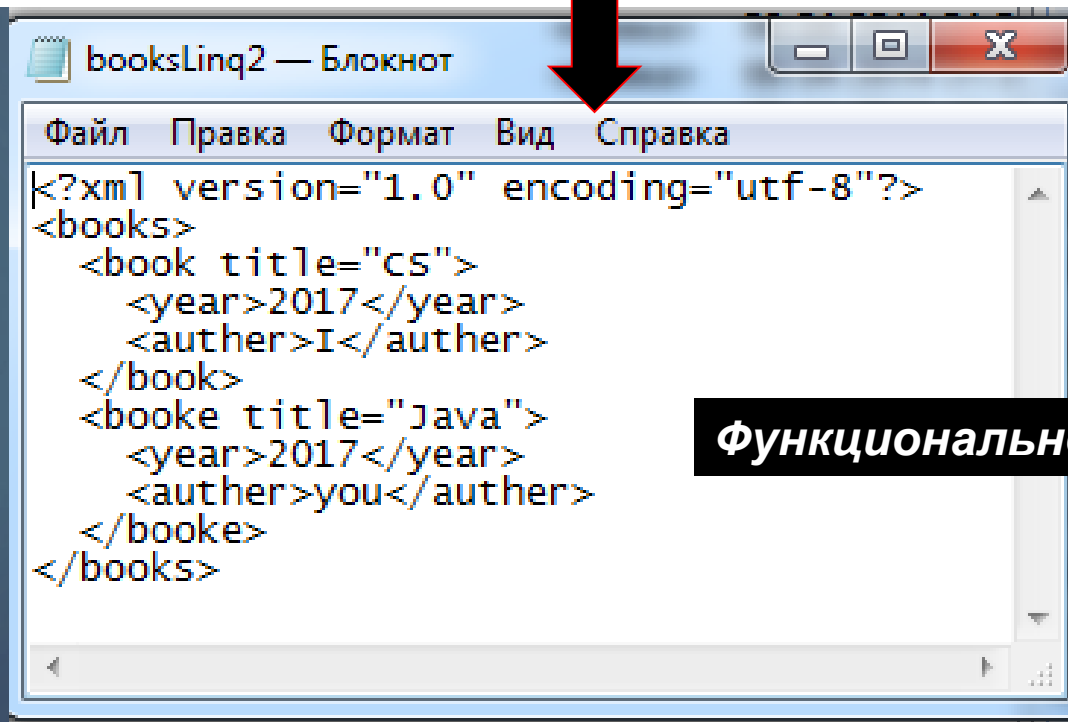 booksLinq2 — Блокнот
Файл Правка Формат Вид Справка
<?xml version="1.0" encoding="utf-8"?>
<books>
  <book title="CS">
    <year>2017</year>
    <auther>I</auther>
  </book>
  <booke title="Java">
    <year>2017</year>
    <auther>you</auther>
  </booke>
</books>